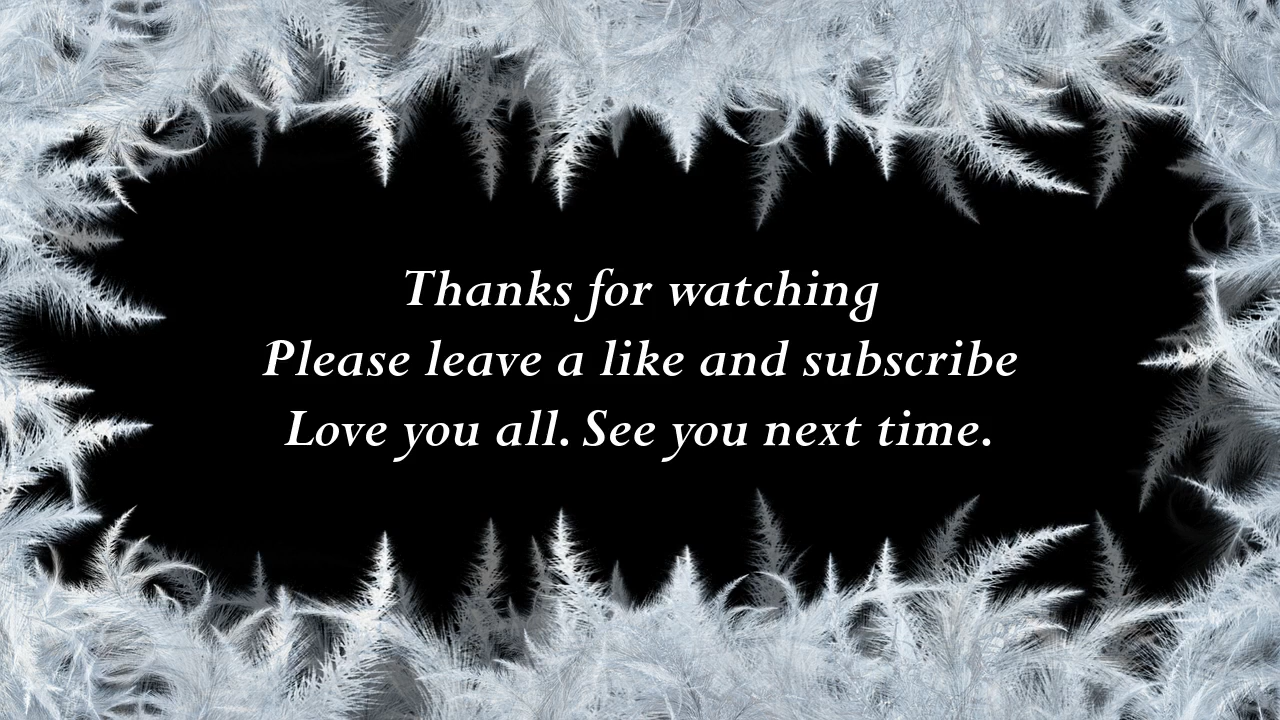 Thanks for watching
Please leave a like and subscribe
Love you all. See you next time.